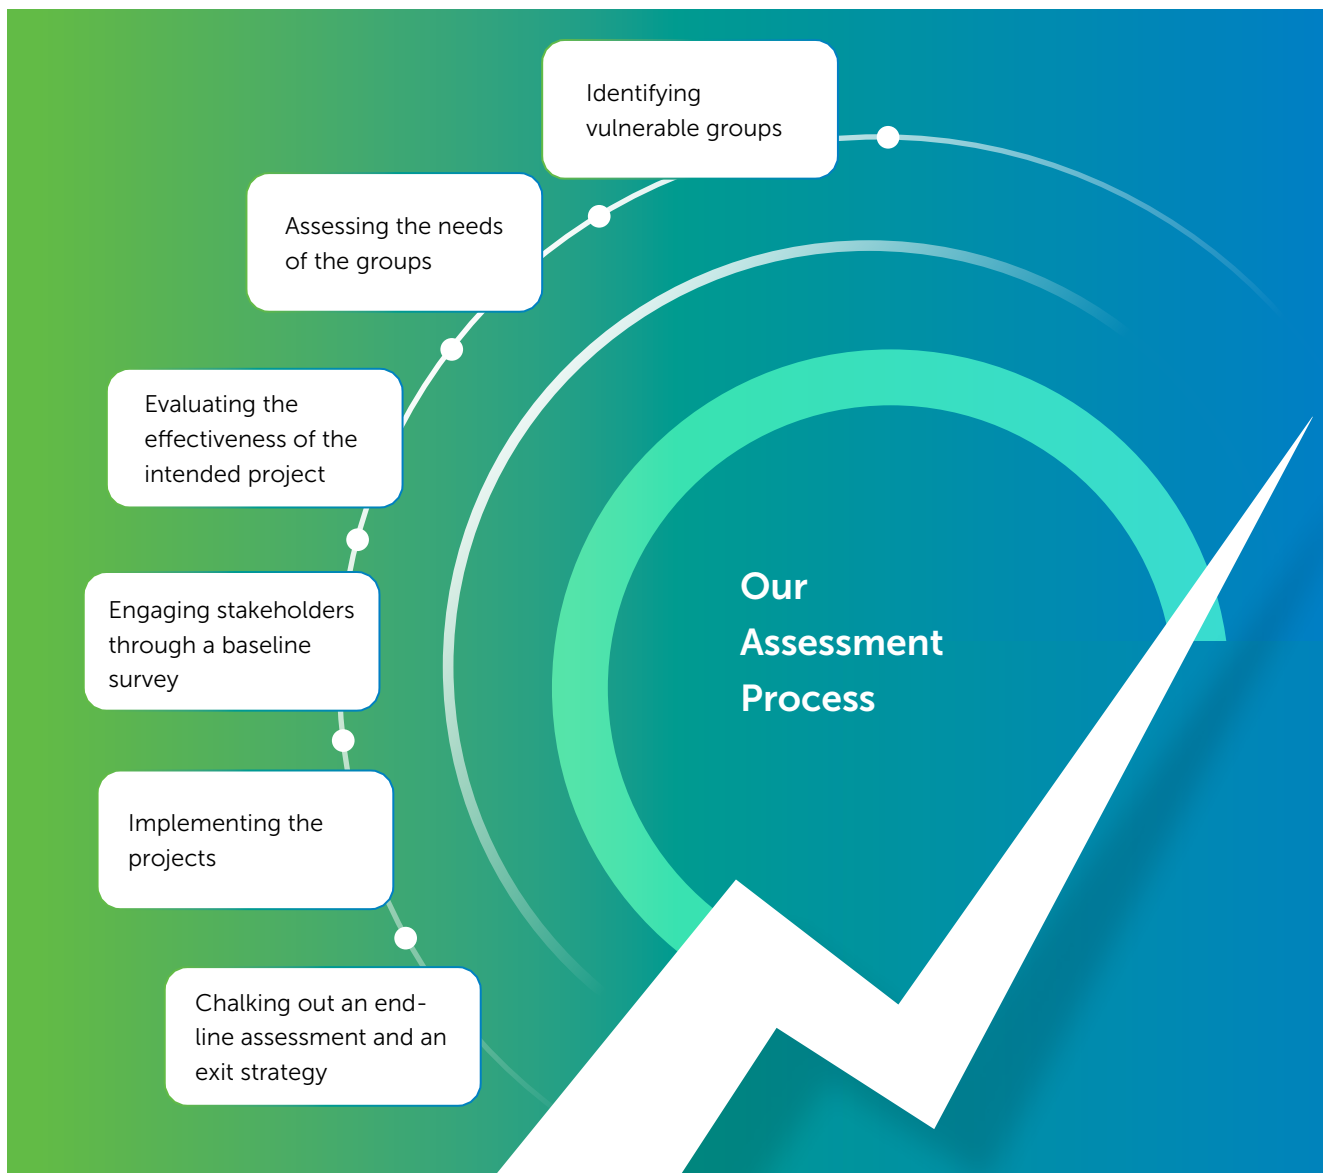 Identifying
vulnerable groups
Assessing the needs
of the groups
Evaluating the
effectiveness of the
intended project
Engaging stakeholders
through a baseline
survey
Implementing the
projects
Chalking out an end-
line assessment and an
exit strategy
Our
Assessment
Process